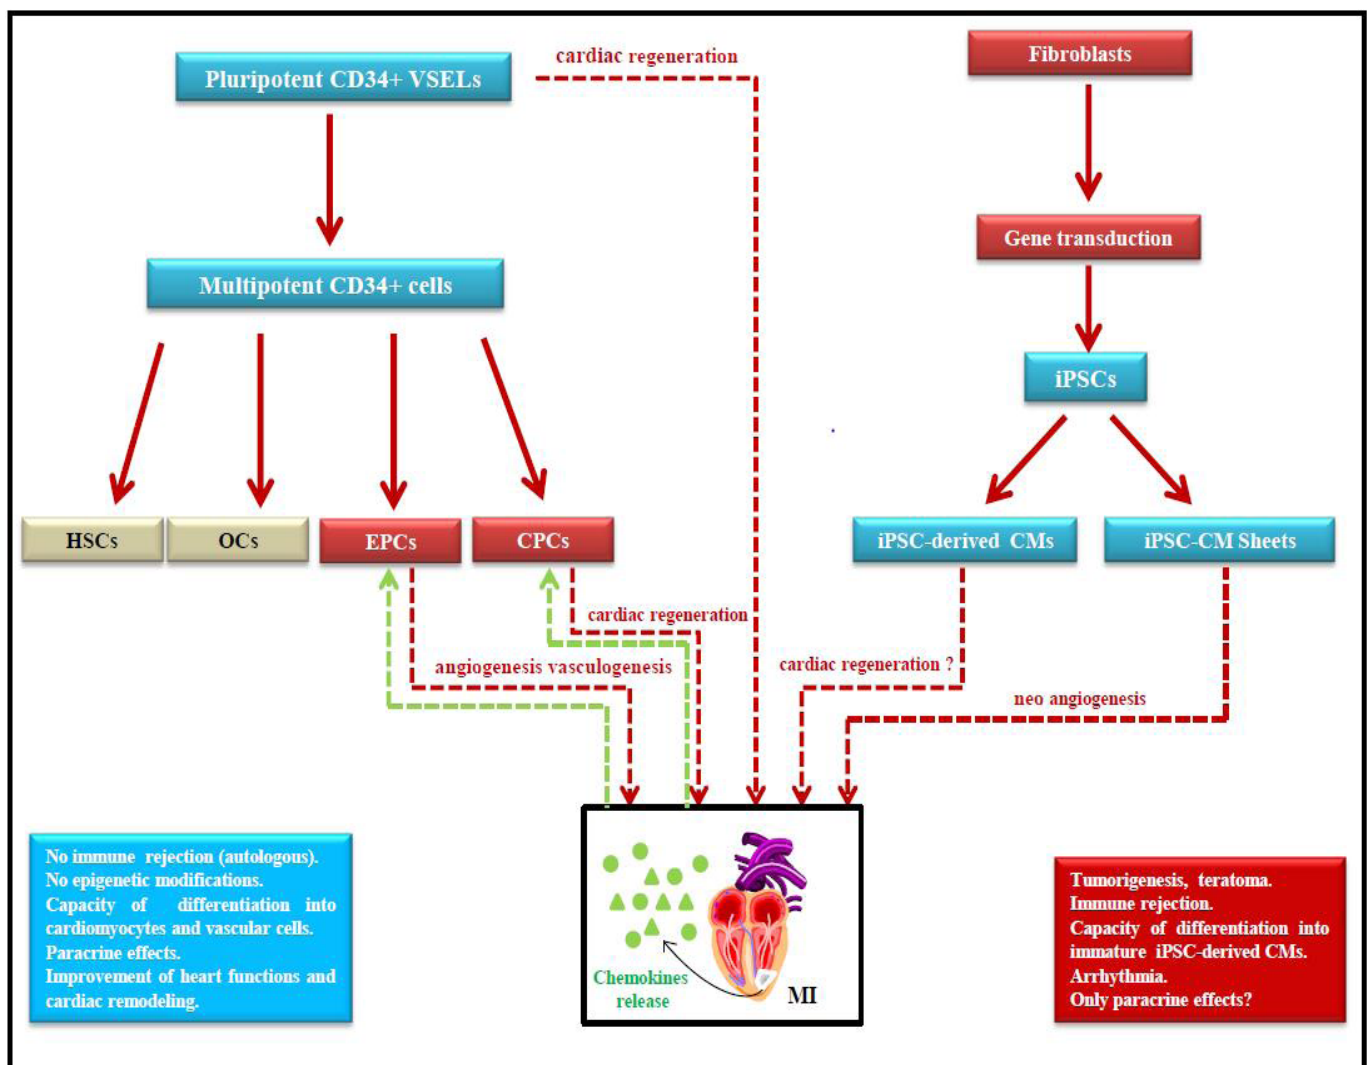 cardiac regeneration
Fibroblasts
Pluripotent CD34+ VSELs
Gene transduction
Multipotent CD34+ cells
iPSCs
HSCs
OCs
EPCs
CPCs
iPSC-derived CMs
iPSC-CM Sheets
cardiac regeneration
angiogenesis vasculogenesis
cardiac regeneration ?
neo angiogenesis
No immune rejection (autologous).
No epigenetic modifications.
Capacity of differentiation into
cardiomyocytes and vascular cells.
Paracrine effects.
Improvement of heart functions and
cardiac remodeling.
Chemokines
release
MI
Tumorigenesis, teratoma.
Immune rejection.
Capacity of differentiation into
immature iPSC-derived CMs.
Arrhythmia.
Only paracrine effects?